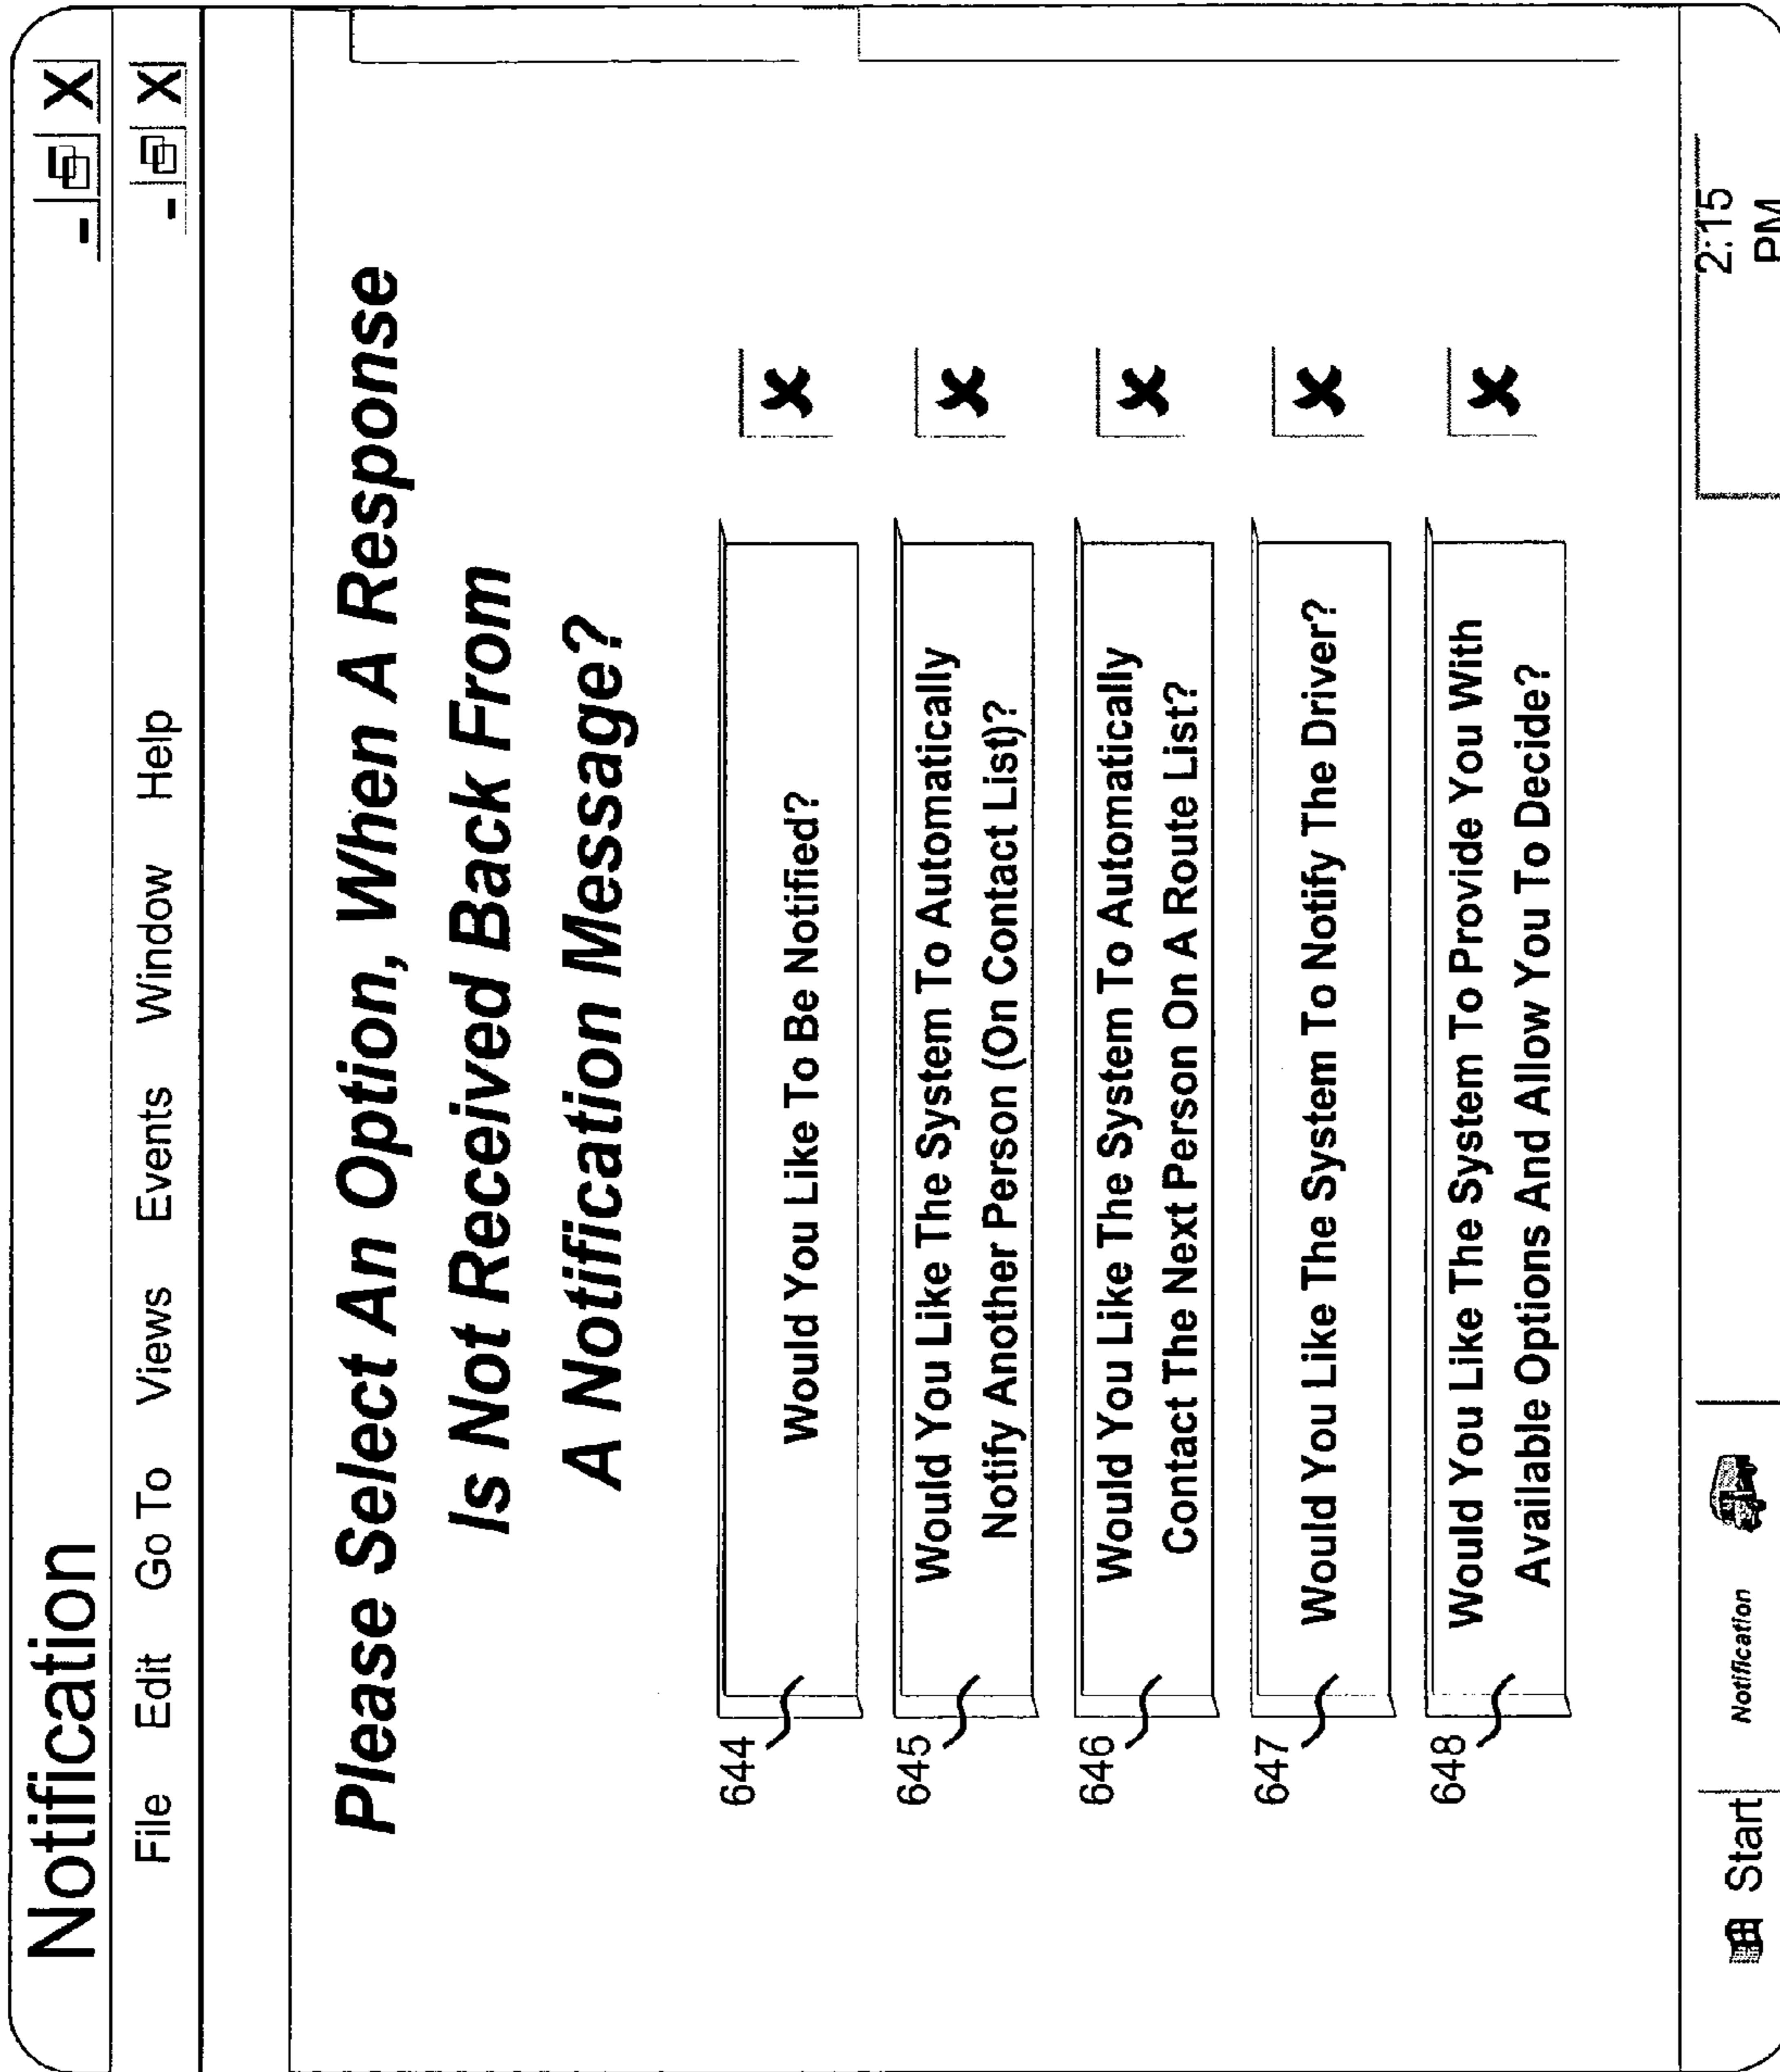 Notification
File Edit Go To Views Events Window Help
Please Select An Option, When A Response
Is Not Received Back From
A Notification Message?
644
Would You Like To Be Notified?
645
Would You Like The System To Automatically
Notify Another Person (On Contact List)?
646
Would You Like The System To Automatically
Contact The Next Person On A Route List?
647
Would You Like The System To Notify The Driver?
648
Would You Like The System To Provide You With
Available Options And Allow You To Decide?
Start
Notification
2:15
PM